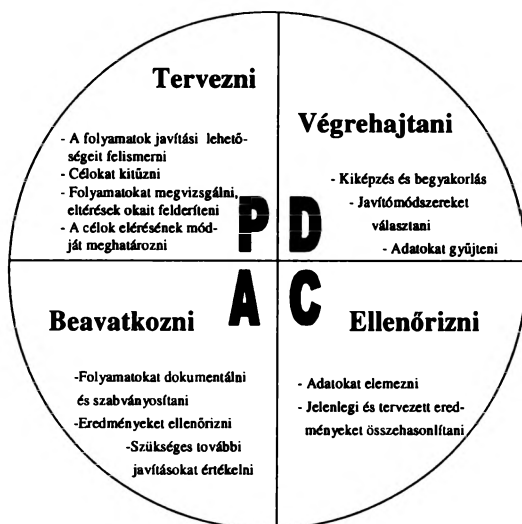 Tervezni
- A folyamatok javítási lehető-
ségeit felismerni
- Célokat kitűzni
- Folyamatokat megvizsgálni,
eltérések okait felderíteni
- A célok elérésének mód-
ját meghatározni
P
Végrehajtani
- Kiképzés és begyakorlás
- Javítómódszereket
választani
- Adatokat gyűjteni
D
A
Beavatkozni
-Folyamatokat dokumentálni
és szabványosítani
-Eredményeket ellenőrizni
-Szükséges további
javításokat értékelni
C
Ellenőrizni
- Adatokat elemezni
- Jelenlegi és tervezett ered-
ményeket összehasonlítani